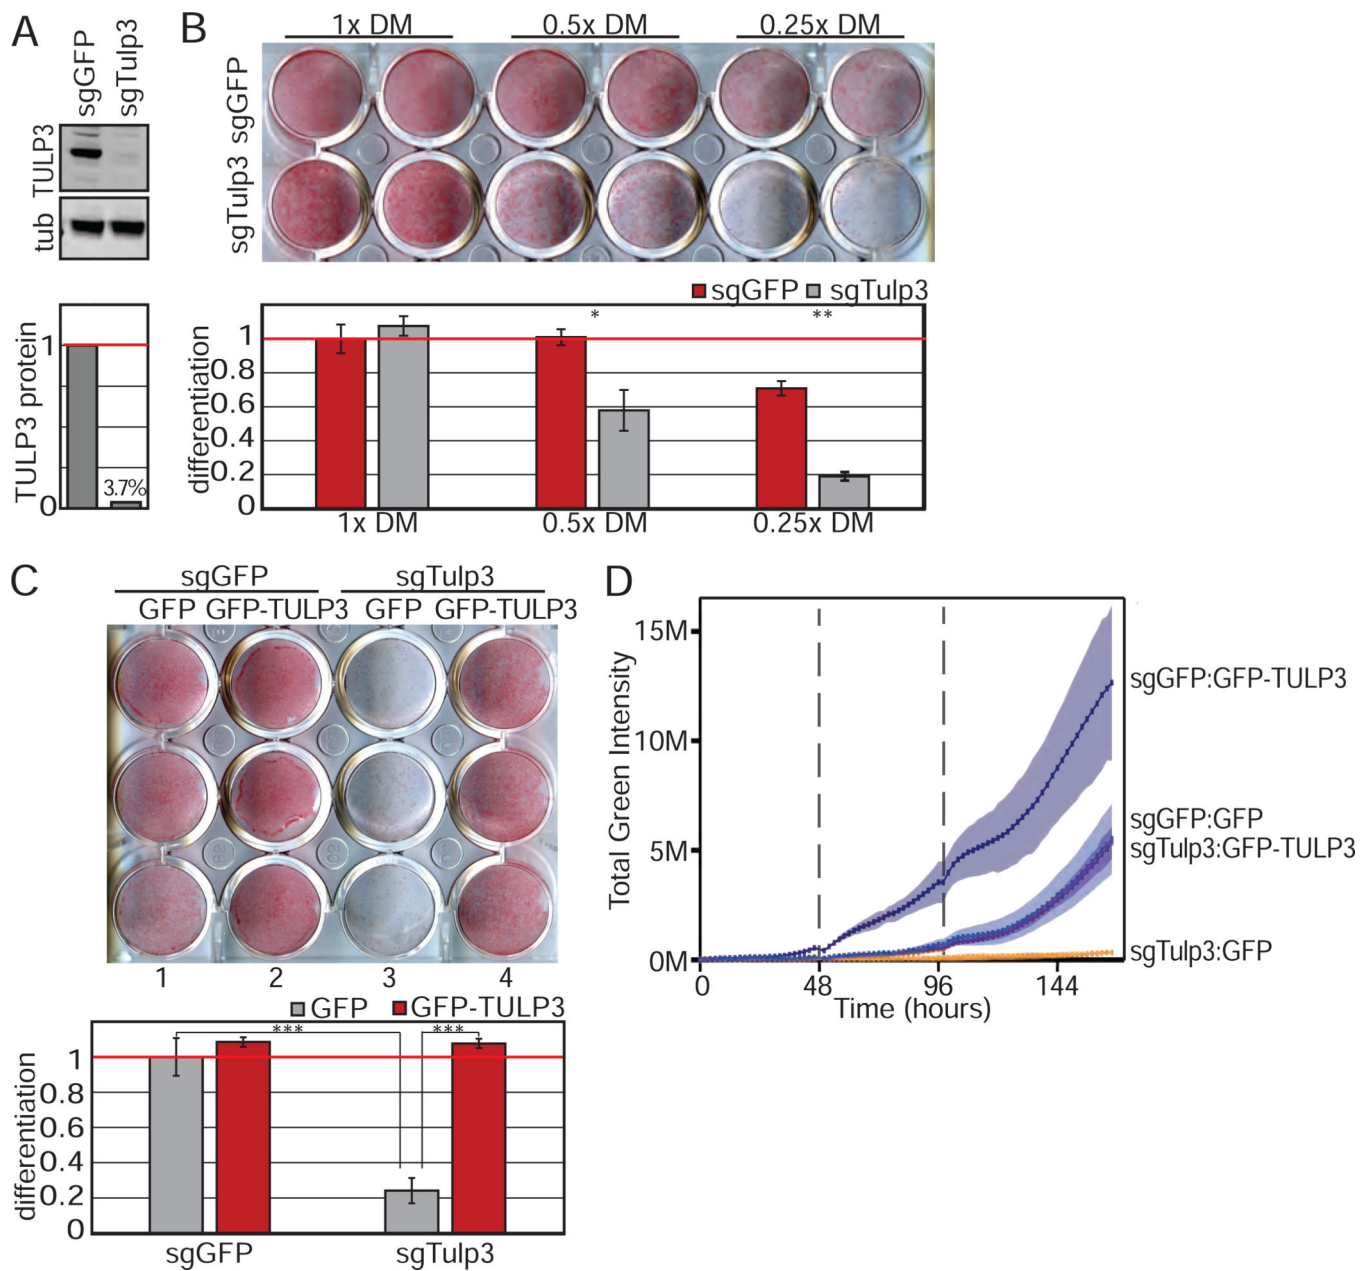 A
sgGFP
sgTulp3
TULP3
tub
TULP3 protein
1
0
3.7%
B
1x DM 0.5x DM 0.25x DM
sgGFP
sgTulp3
sgGFP sgTulp3
* **
differentiation
1
0.8
0.6
0.4
0.2
0
1x DM 0.5x DM 0.25x DM
C
sgGFP sgTulp3
GFP GFP-TULP3 GFP GFP-TULP3
1 2 3 4
GFP GFP-TULP3
*** ***
differentiation
1
0.8
0.6
0.4
0.2
0
sgGFP sgTulp3
D
Total Green Intensity
15M
10M
5M
0M
0 48 96 144
Time (hours)
sgGFP:GFP-TULP3
sgGFP:GFP
sgTulp3:GFP-TULP3
sgTulp3:GFP